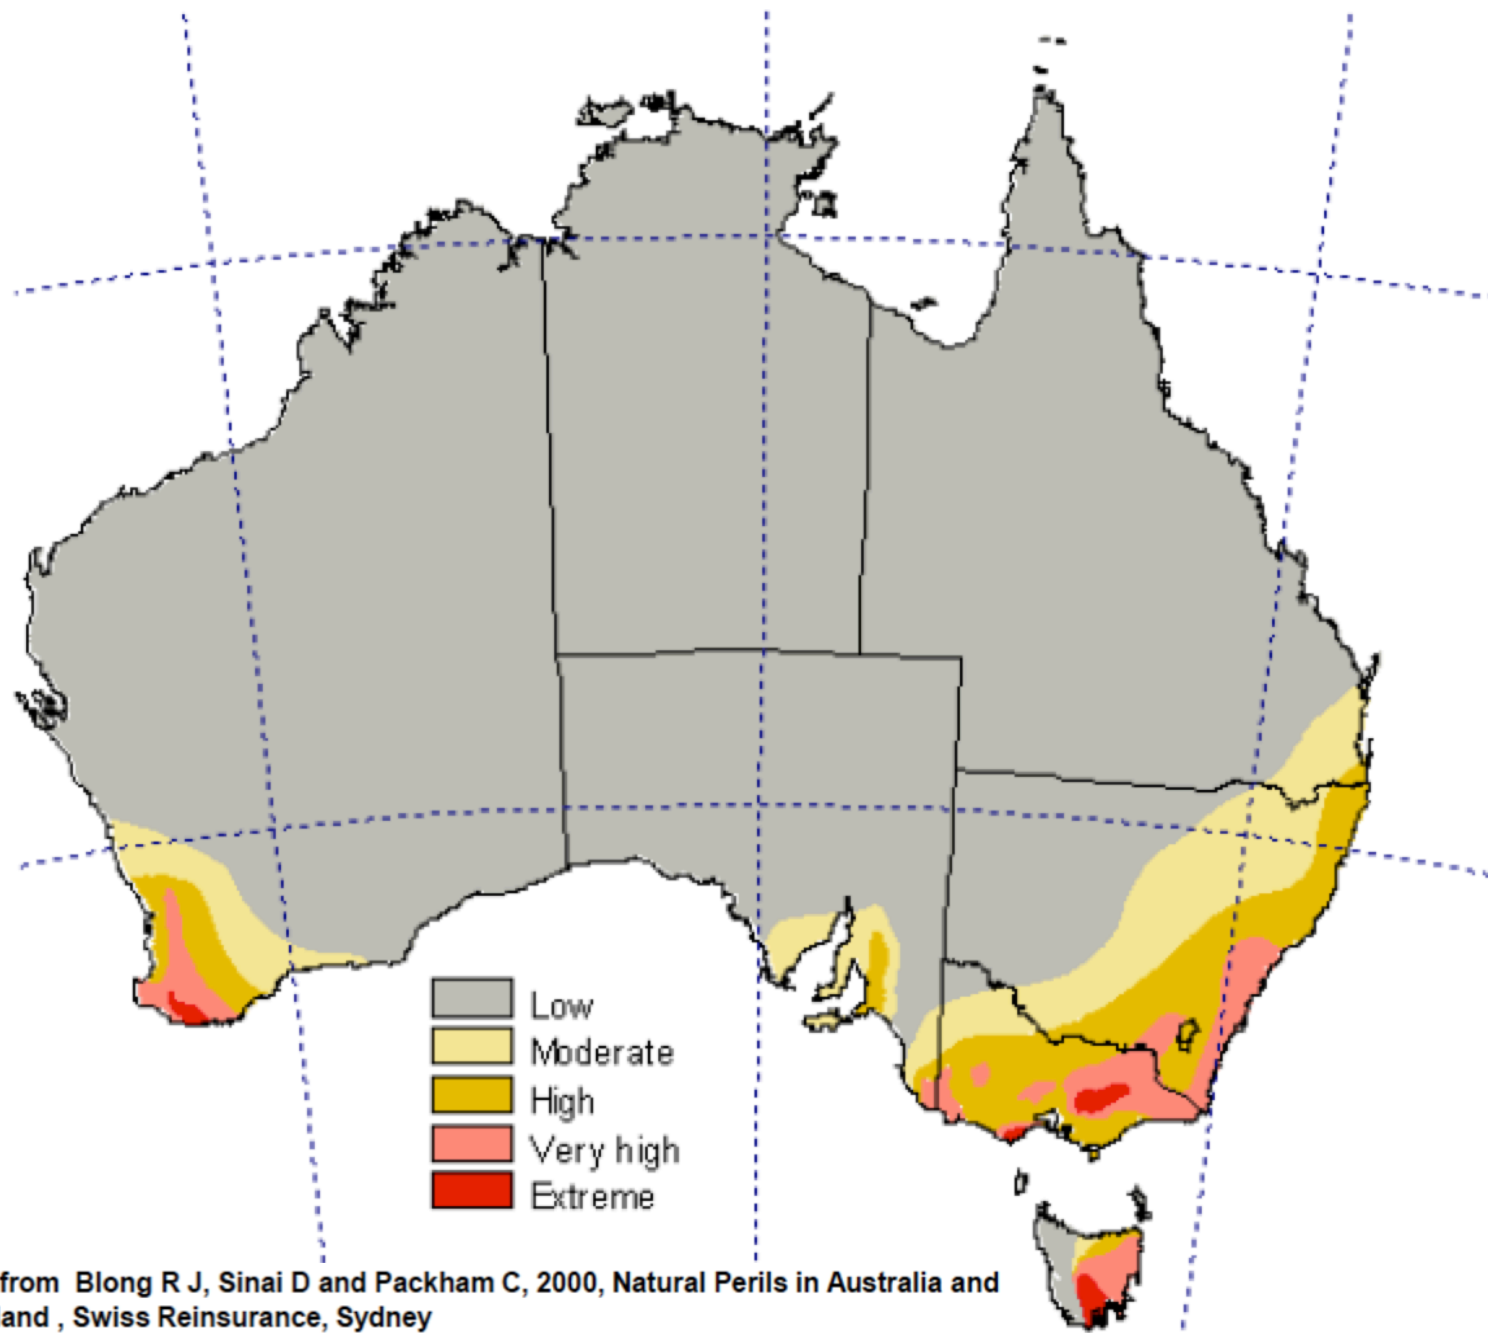 Low
Moderate
High
Very high
Extreme
from Blong R J, Sinai D and Packham C, 2000, Natural Perils in Australia and
land , Swiss Reinsurance, Sydney